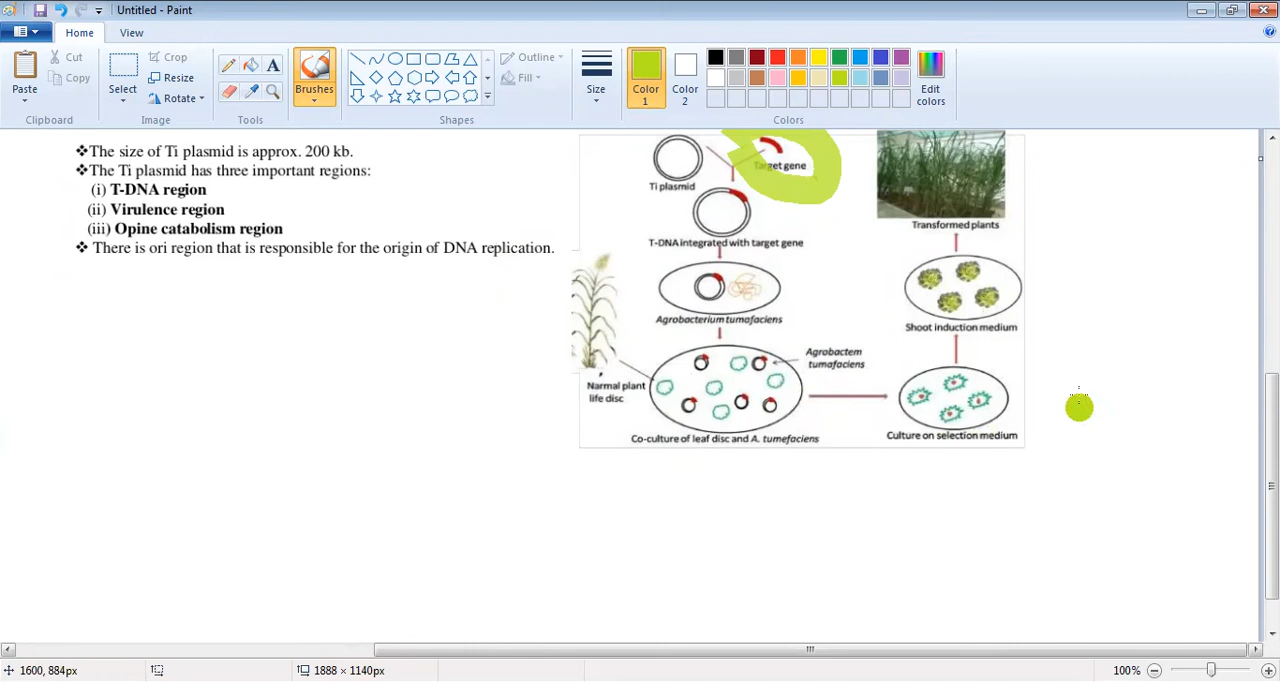 Untitled - Paint
Home
View
Paste
Cut
Copy
Clipboard
Select
Crop
Resize
Rotate
Image
A
Tools
Brushes
Shapes
Outline
Fill
Size
Color 1
Color 2
Edit colors
Colors
❖The size of Ti plasmid is approx. 200 kb.
❖The Ti plasmid has three important regions:
(i) T-DNA region
(ii) Virulence region
(iii) Opine catabolism region
❖ There is ori region that is responsible for the origin of DNA replication.
Target gene
Ti plasmid
T-DNA integrated with target gene
Agrobacterium tumafaciens
Agrobactem
tumafaciens
Narmal plant
life disc
Co-culture of leaf disc and A. tumefaciens
Transformed plants
Shoot induction medium
Culture on selection medium
1600, 884px
1888 × 1140px
100%